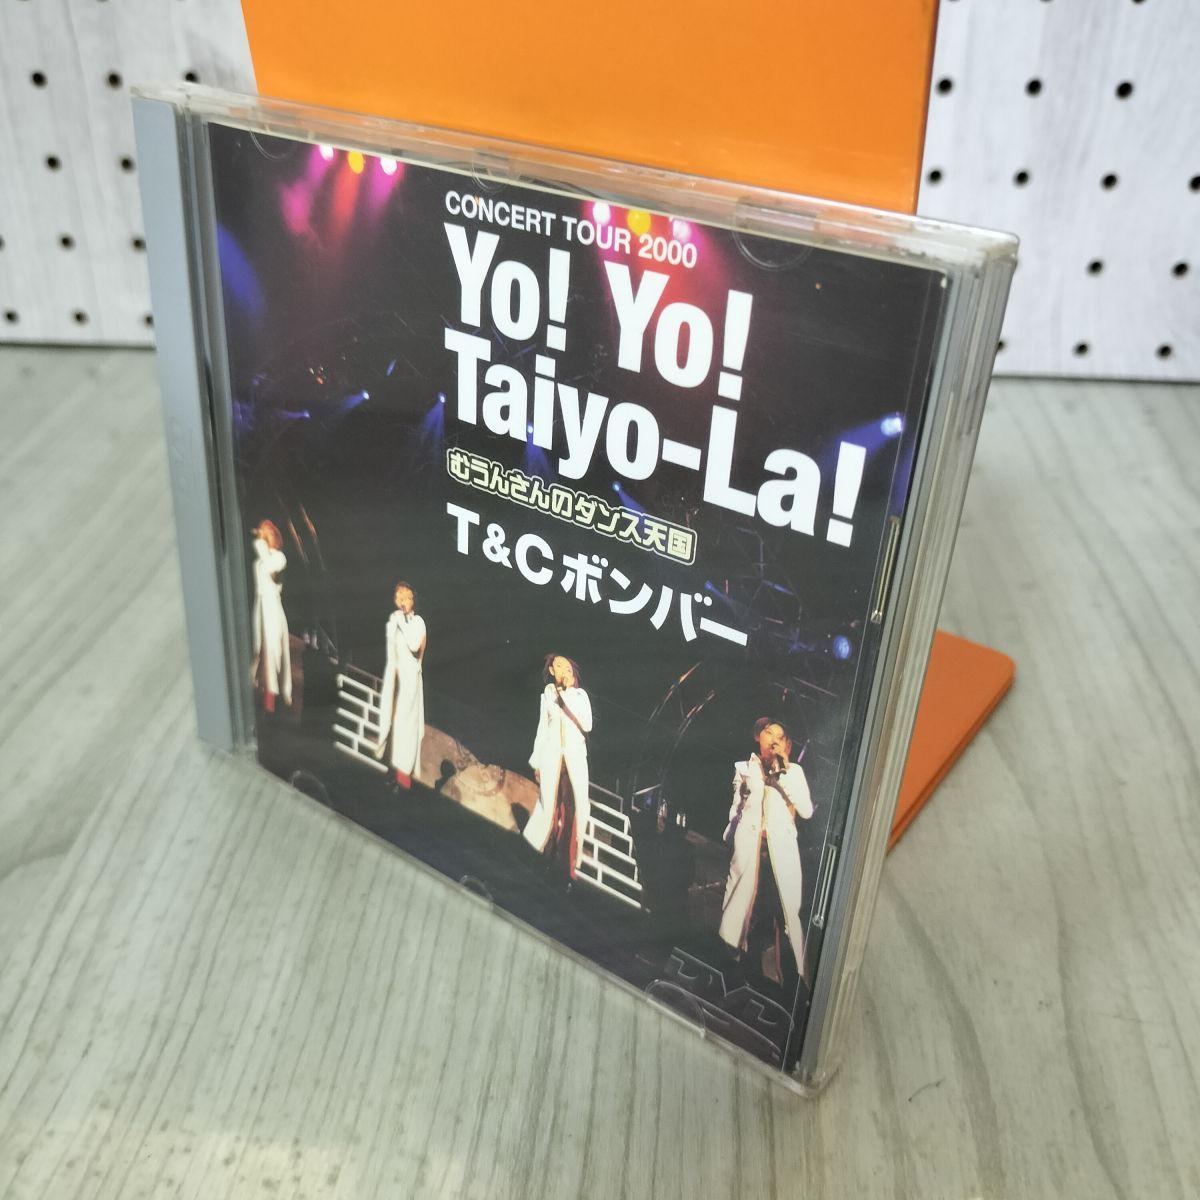 CONCERT TOUR 2000
Yo! Yo!
Taiyo-La!
むうんさんのダンス天国
T&Cボンバー
DVD